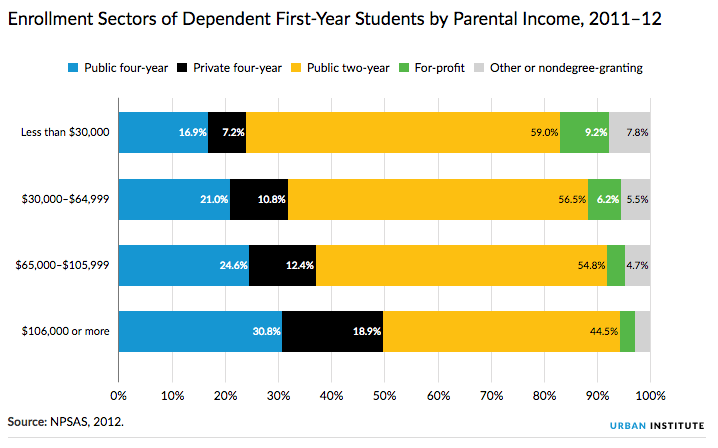 Enrollment Sectors of Dependent First-Year Students by Parental Income, 2011–12
Public four-year Private four-year Public two-year For-profit Other or nondegree-granting
Less than $30,000 16.9% 7.2% 59.0% 9.2% 7.8%
$30,000–$64,999 21.0% 10.8% 56.5% 6.2% 5.5%
$65,000–$105,999 24.6% 12.4% 54.8% 4.7%
$106,000 or more 30.8% 18.9% 44.5%
0% 10% 20% 30% 40% 50% 60% 70% 80% 90% 100%
Source: NPSAS, 2012.
URBAN INSTITUTE